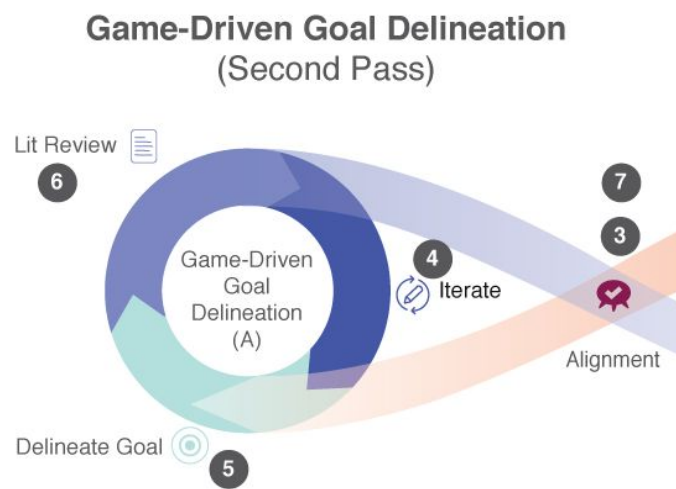 Game-Driven Goal Delineation
(Second Pass)
Lit Review
6
7
3
4
Iterate
Game-Driven
Goal
Delineation
(A)
Alignment
Delineate Goal
5